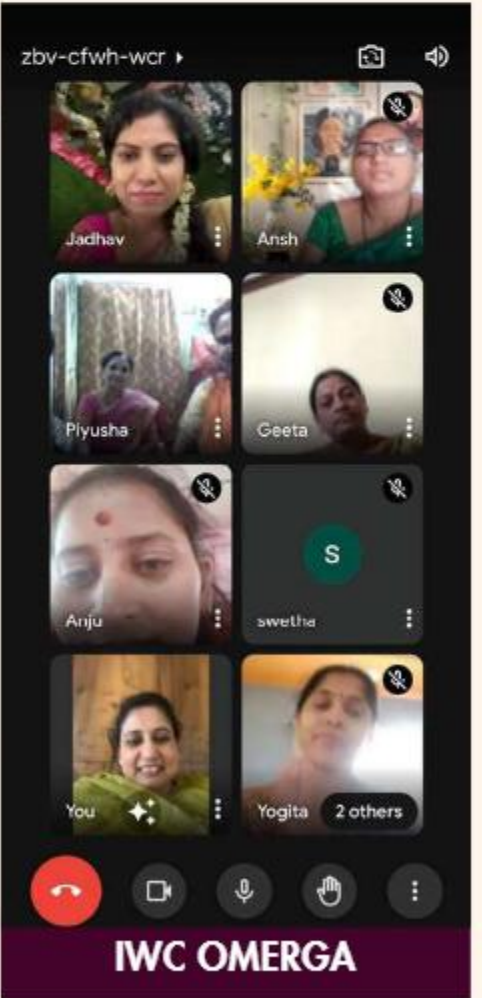 zbv-cfwh-wcr
Jadhav
Ansh
Piyusha
Geeta
Anju
S
swetha
You
Yogita
2 others
IWC OMERGA